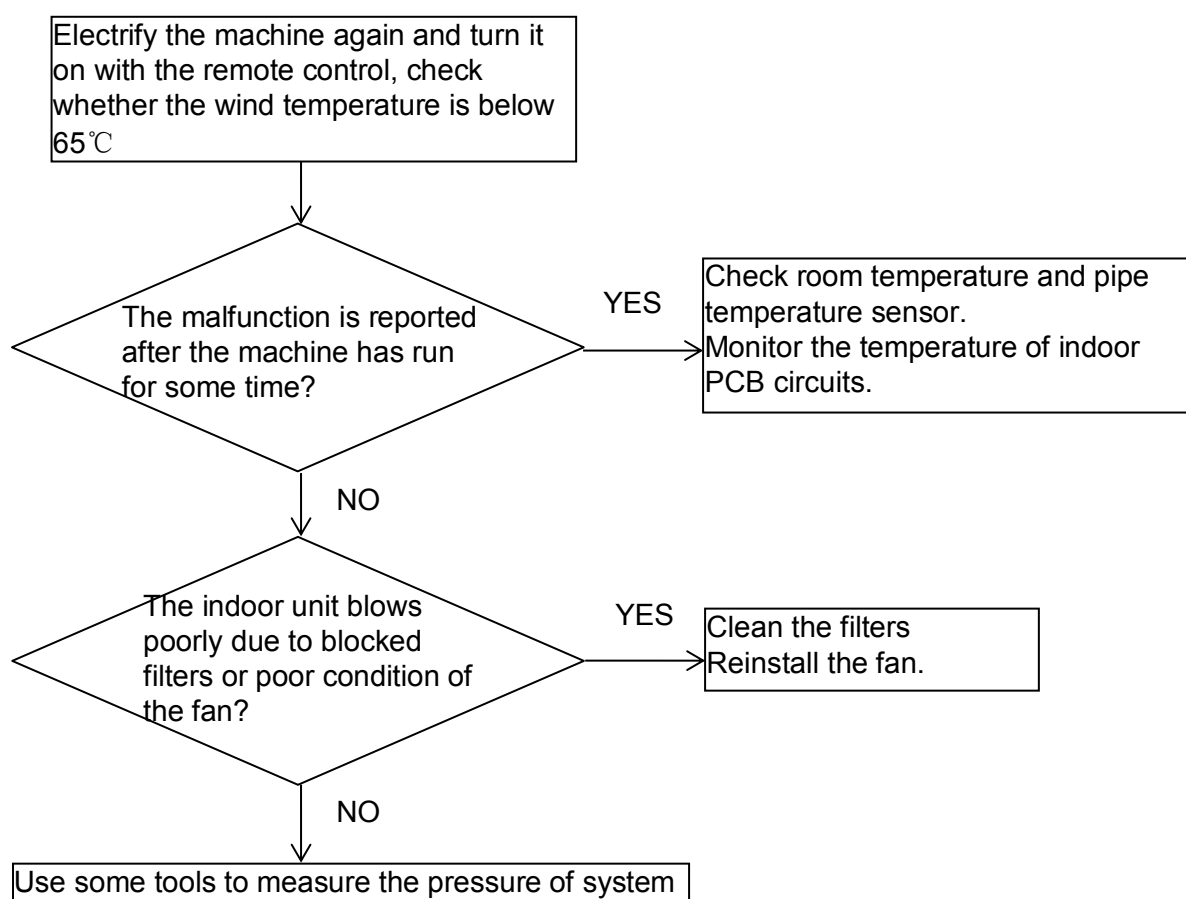 Electrify the machine again and turn it
on with the remote control, check
whether the wind temperature is below
65℃
The malfunction is reported
after the machine has run
for some time?
YES
Check room temperature and pipe
temperature sensor.
Monitor the temperature of indoor
PCB circuits.
NO
The indoor unit blows
poorly due to blocked
filters or poor condition of
the fan?
YES
Clean the filters
Reinstall the fan.
NO
Use some tools to measure the pressure of system